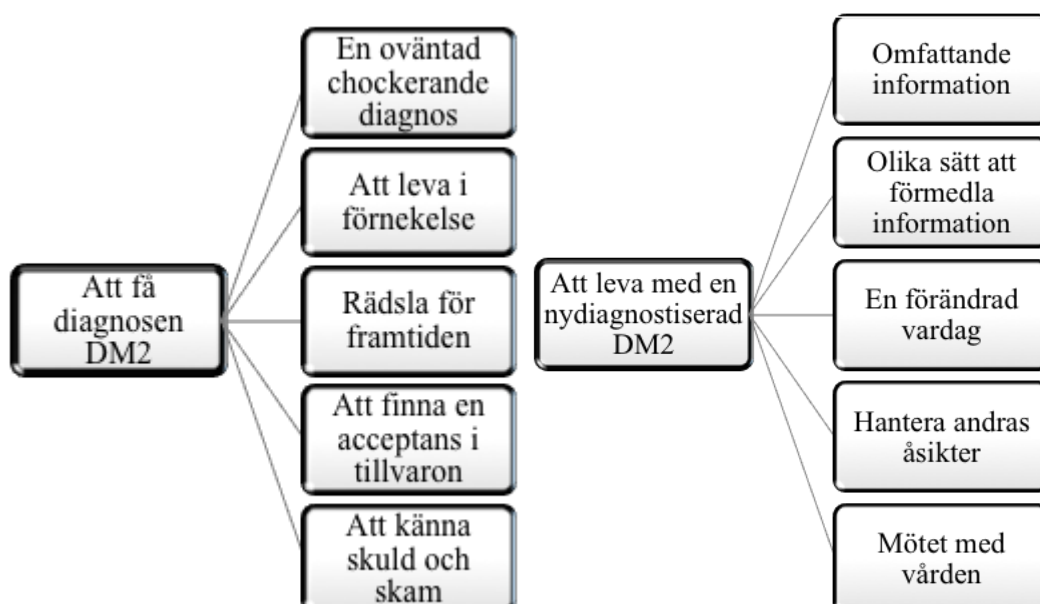 Att få
diagnosen
DM2
En oväntad
chockerande
diagnos
Att leva i
förnekelse
Rädsla för
framtiden
Att finna en
acceptans i
tillvaron
Att känna
skuld och
skam
Att leva med en
nydiagnostiserad
DM2
Omfattande
information
Olika sätt att
förmedla
information
En förändrad
vardag
Hantera andras
åsikter
Mötet med
vården